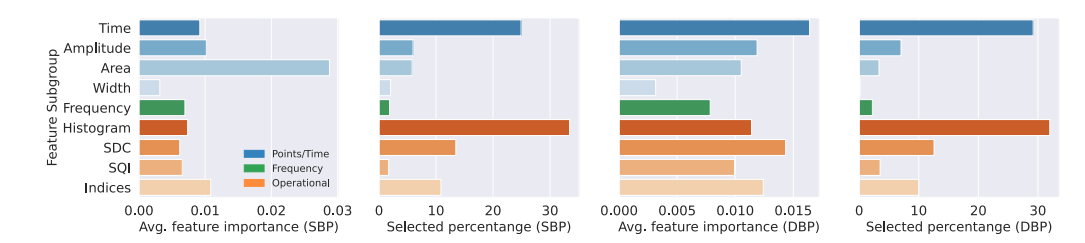 Feature Subgroup
Time
Amplitude
Area
Width
Frequency
Histogram
SDC
SQI
Indices
Points/Time
Frequency
Operational
0.00 0.01 0.02 0.03
Avg. feature importance (SBP)
0 10 20 30
Selected percentange (SBP)
0.000 0.005 0.010 0.015
Avg. feature importance (DBP)
0 10 20 30
Selected percentange (DBP)